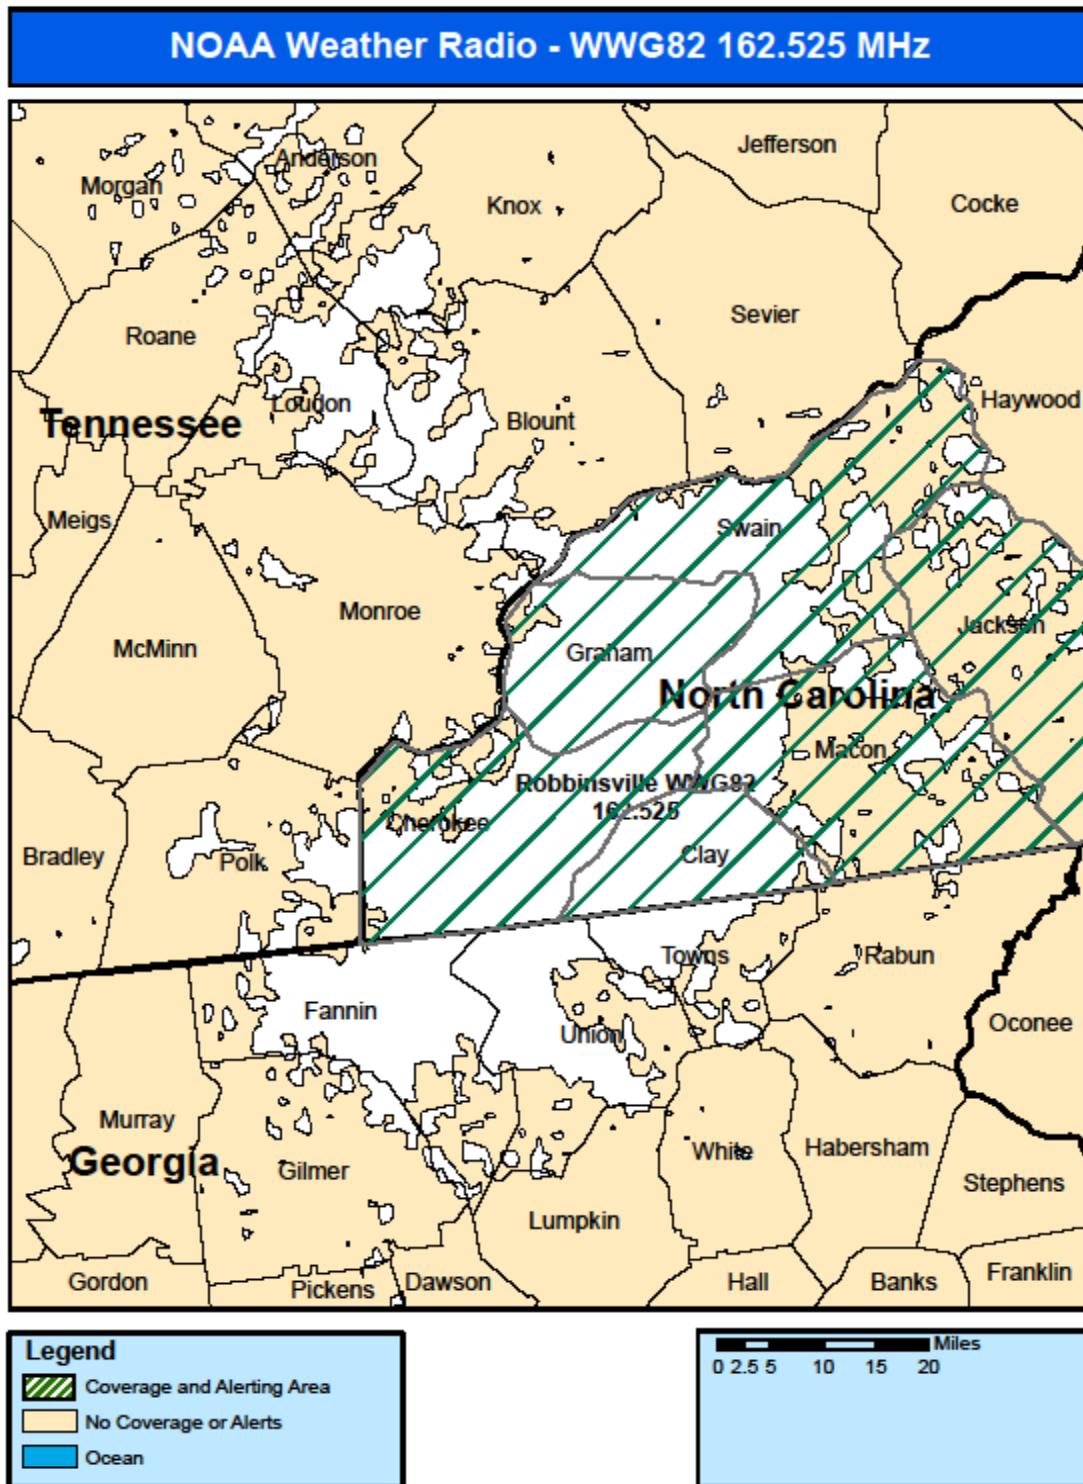 NOAA Weather Radio - WWG82 162.525 MHz
Jefferson
Anderson
Morgan
Knox
Cocke
Sevier
Roane
Haywood
Loudon
Tennessee
Blount
Meigs
Swain
Monroe
Jackson
McMinn
Graham
North Carolina
Macon
Robbinsville WWG82
162.525
Cherokee
Clay
Bradley
Polk
Towns
Rabun
Fannin
Oconee
Union
Murray
White
Habersham
Georgia
Gilmer
Stephens
Lumpkin
Gordon
Pickens
Dawson
Hall
Banks
Franklin
Legend
Coverage and Alerting Area
No Coverage or Alerts
Ocean
Miles
0 2.5 5 10 15 20